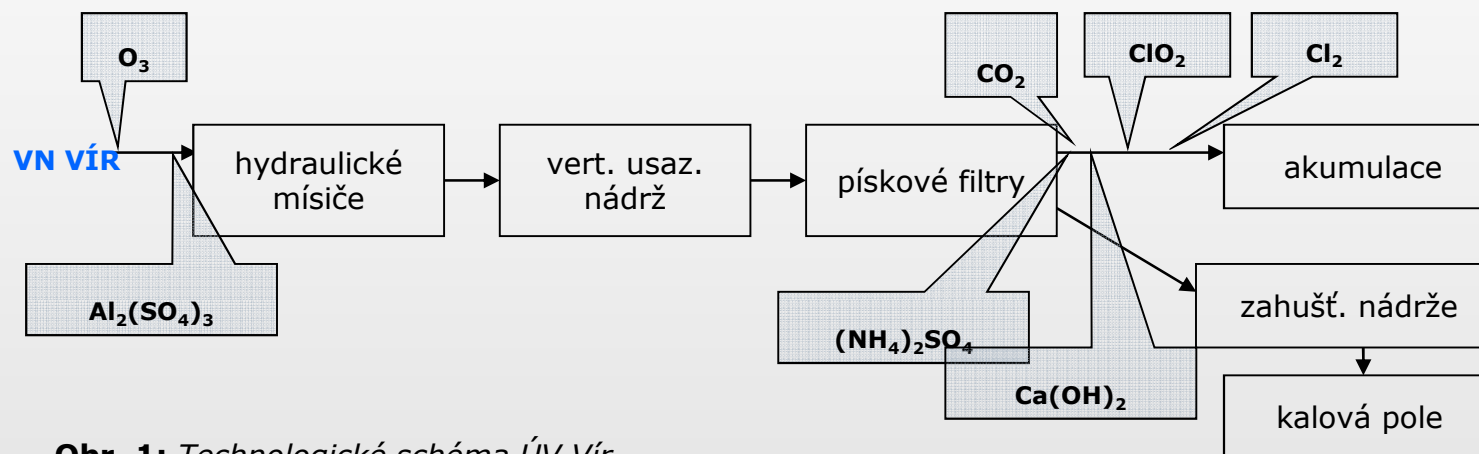 O₃
CO₂
ClO₂
Cl₂
VN VÍR
hydraulické
mísiče
vert. usaz.
nádrž
pískové filtry
akumulace
Al₂(SO₄)₃
(NH₄)₂SO₄
Ca(OH)₂
zahušť. nádrže
kalová pole
Obr. 1: Technologické schéma ÚV Vír